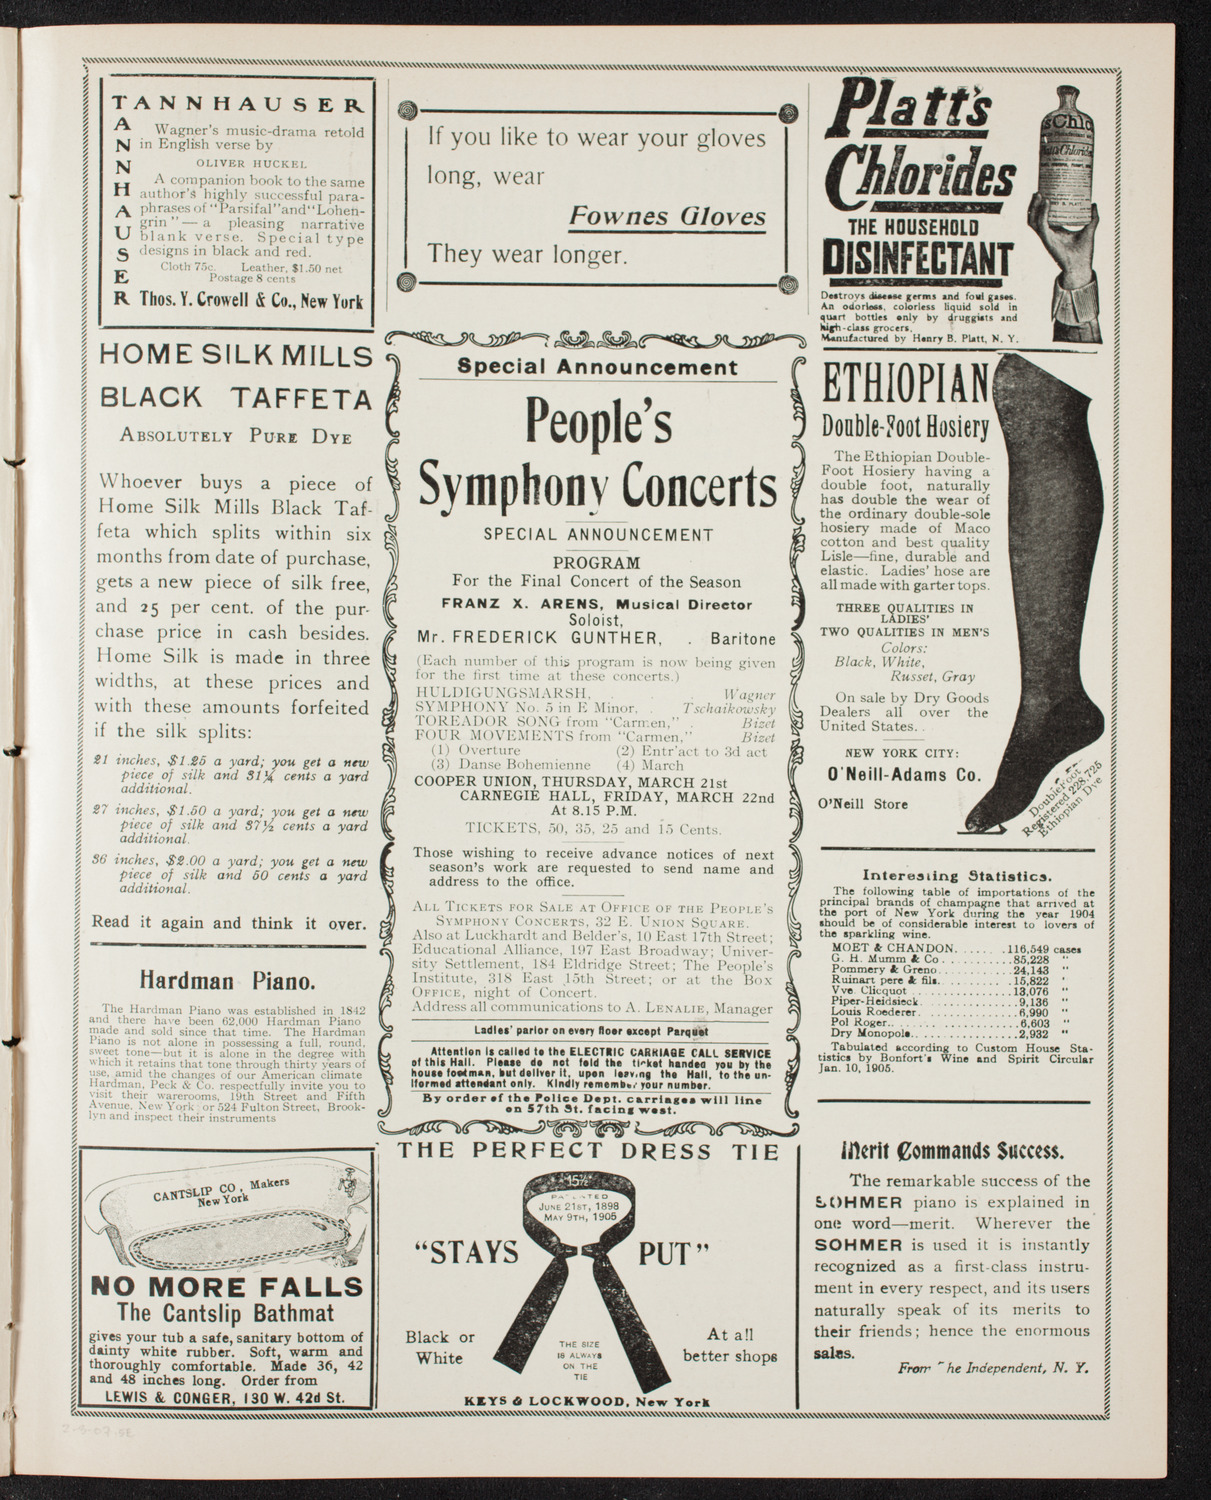 TANNHAUSER
TANNHAUSER
Wagner's music-drama retold
in English verse by
OLIVER HUCKEL
A companion book to the same
author's highly successful para-
phrases of "Parsifal" and "Lohen-
grin" — a pleasing narrative
blank verse. Special type
designs in black and red.
Cloth 75c. Leather, $1.50 net
Postage 8 cents
Thos. Y. Crowell & Co., New York
HOME SILK MILLS
BLACK TAFFETA
ABSOLUTELY PURE DYE
Whoever buys a piece of
Home Silk Mills Black Taf-
feta which splits within six
months from date of purchase,
gets a new piece of silk free,
and 25 per cent. of the pur-
chase price in cash besides.
Home Silk is made in three
widths, at these prices and
with these amounts forfeited
if the silk splits:
21 inches, $1.25 a yard; you get a new
piece of silk and 31¼ cents a yard
additional.
27 inches, $1.50 a yard; you get a new
piece of silk and 37½ cents a yard
additional.
36 inches, $2.00 a yard; you get a new
piece of silk and 50 cents a yard
additional.
Read it again and think it over.
Hardman Piano.
The Hardman Piano was established in 1842
and there have been 62,000 Hardman Piano
made and sold since that time. The Hardman
Piano is not alone in possessing a full, round,
sweet tone—but it is alone in the degree with
which it retains that tone through thirty years of
use, amid the changes of our American climate
Hardman, Peck & Co. respectfully invite you to
visit their warerooms, 19th Street and Fifth
Avenue, New York or 524 Fulton Street, Brook-
lyn and inspect their instruments
CANTSLIP CO, Makers
New York
NO MORE FALLS
The Cantslip Bathmat
gives your tub a safe, sanitary bottom of
dainty white rubber. Soft, warm and
thoroughly comfortable. Made 36, 42
and 48 inches long. Order from
LEWIS & CONGER, 130 W. 42d St.
If you like to wear your gloves
long, wear
Fownes Gloves
They wear longer.
Special Announcement
People's
Symphony Concerts
SPECIAL ANNOUNCEMENT
PROGRAM
For the Final Concert of the Season
FRANZ X. ARENS, Musical Director
Soloist,
Mr. FREDERICK GUNTHER, . Baritone
(Each number of this program is now being given
for the first time at these concerts.)
HULDIGUNGSMARSH, . . . Wagner
SYMPHONY No. 5 in E Minor, . Tschaikowsky
TOREADOR SONG from "Carmen," . Bizet
FOUR MOVEMENTS from "Carmen," Bizet
(1) Overture (2) Entr'act to 3d act
(3) Danse Bohemienne (4) March
COOPER UNION, THURSDAY, MARCH 21st
CARNEGIE HALL, FRIDAY, MARCH 22nd
At 8.15 P.M.
TICKETS, 50, 35, 25 and 15 Cents.
Those wishing to receive advance notices of next
season's work are requested to send name and
address to the office.
ALL TICKETS FOR SALE AT OFFICE OF THE PEOPLE'S
SYMPHONY CONCERTS, 32 E. UNION SQUARE.
Also at Luckhardt and Belder's, 10 East 17th Street;
Educational Alliance, 197 East Broadway; Univer-
sity Settlement, 184 Eldridge Street; The People's
Institute, 318 East 15th Street; or at the Box
OFFICE, night of Concert.
Address all communications to A. LENALIE, Manager
Ladies' parlor on every floor except Parquet
Attention is called to the ELECTRIC CARRIAGE CALL SERVICE
of this Hall. Please do not fold the ticket handed you by the
house footman, but deliver it, upon leaving the Hall, to the un-
iformed attendant only. Kindly remember your number.
By order of the Police Dept. carriages will line
on 57th St. facing west.
THE PERFECT DRESS TIE
15½
PATENTED
JUNE 21ST, 1898
MAY 9TH, 1905
"STAYS PUT"
Black or
White
THE SIZE
IS ALWAYS
ON THE
TIE
At all
better shops
KEYS & LOCKWOOD, New York
Platt's
Chlorides
THE HOUSEHOLD
DISINFECTANT
Destroys disease germs and foul gases.
An odorless, colorless liquid sold in
quart bottles only by druggists and
high-class grocers.
Manufactured by Henry B. Platt, N. Y.
ETHIOPIAN
Double-Foot Hosiery
The Ethiopian Double-
Foot Hosiery having a
double foot, naturally
has double the wear of
the ordinary double-sole
hosiery made of Maco
cotton and best quality
Lisle—fine, durable and
elastic. Ladies' hose are
all made with garter tops.
THREE QUALITIES IN
LADIES'
TWO QUALITIES IN MEN'S
Colors:
Black, White,
Russet, Gray
On sale by Dry Goods
Dealers all over the
United States.
NEW YORK CITY:
O'Neill-Adams Co.
O'Neill Store
Double Foot
Registered 228,725
Ethiopian Dye
Interesting Statistics.
The following table of importations of the
principal brands of champagne that arrived at
the port of New York during the year 1904
should be of considerable interest to lovers of
the sparkling wine.
MOET & CHANDON.......116,549 cases
G. H. Mumm & Co..........85,228 "
Pommery & Greno..........24,143 "
Ruinart pere & fils..........15,822 "
Vve. Clicquot...............13,076 "
Piper-Heidsieck..............9,136 "
Louis Roederer...............6,990 "
Pol Roger....................6,603 "
Dry Monopole................2,932 "
Tabulated according to Custom House Sta-
tistics by Bonfort's Wine and Spirit Circular
Jan. 10, 1905.
Merit Commands Success.
The remarkable success of the
SOHMER piano is explained in
one word—merit. Wherever the
SOHMER is used it is instantly
recognized as a first-class instru-
ment in every respect, and its users
naturally speak of its merits to
their friends; hence the enormous
sales.
From The Independent, N. Y.